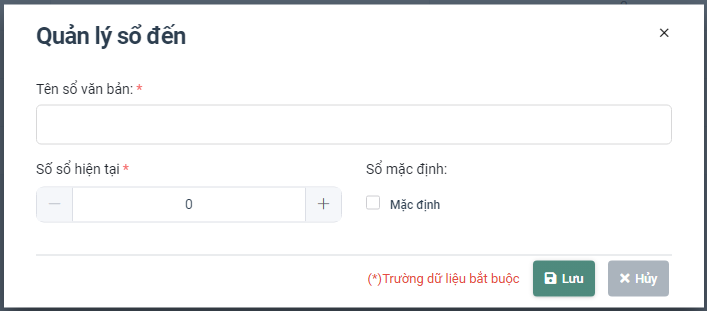 Quản lý sổ đến
Tên sổ văn bản: *
Số sổ hiện tại *
Sổ mặc định:
0
Mặc định
(*)Trường dữ liệu bắt buộc
Lưu
Hủy